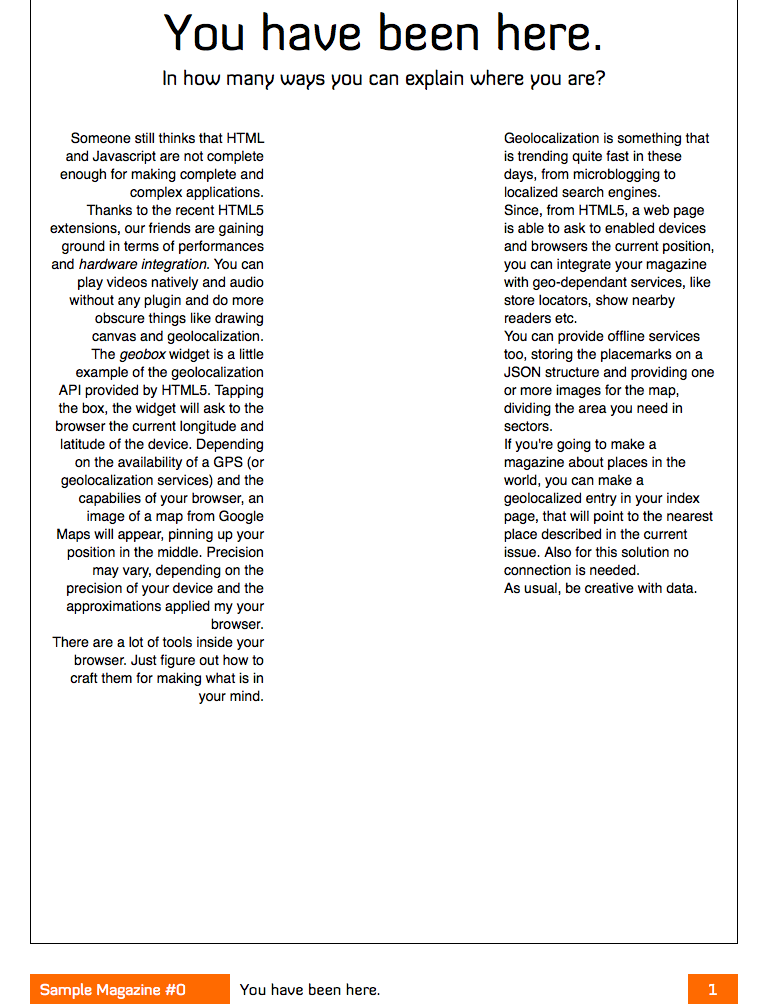 You have been here.
In how many ways you can explain where you are?
Someone still thinks that HTML
and Javascript are not complete
enough for making complete and
complex applications.
Thanks to the recent HTML5
extensions, our friends are gaining
ground in terms of performances
and hardware integration. You can
play videos natively and audio
without any plugin and do more
obscure things like drawing
canvas and geolocalization.
The geobox widget is a little
example of the geolocalization
API provided by HTML5. Tapping
the box, the widget will ask to the
browser the current longitude and
latitude of the device. Depending
on the availability of a GPS (or
geolocalization services) and the
capabilies of your browser, an
image of a map from Google
Maps will appear, pinning up your
position in the middle. Precision
may vary, depending on the
precision of your device and the
approximations applied my your
browser.
There are a lot of tools inside your
browser. Just figure out how to
craft them for making what is in
your mind.
Geolocalization is something that
is trending quite fast in these
days, from microblogging to
localized search engines.
Since, from HTML5, a web page
is able to ask to enabled devices
and browsers the current position,
you can integrate your magazine
with geo-dependant services, like
store locators, show nearby
readers etc.
You can provide offline services
too, storing the placemarks on a
JSON structure and providing one
or more images for the map,
dividing the area you need in
sectors.
If you're going to make a
magazine about places in the
world, you can make a
geolocalized entry in your index
page, that will point to the nearest
place described in the current
issue. Also for this solution no
connection is needed.
As usual, be creative with data.
Sample Magazine #0
You have been here.
1